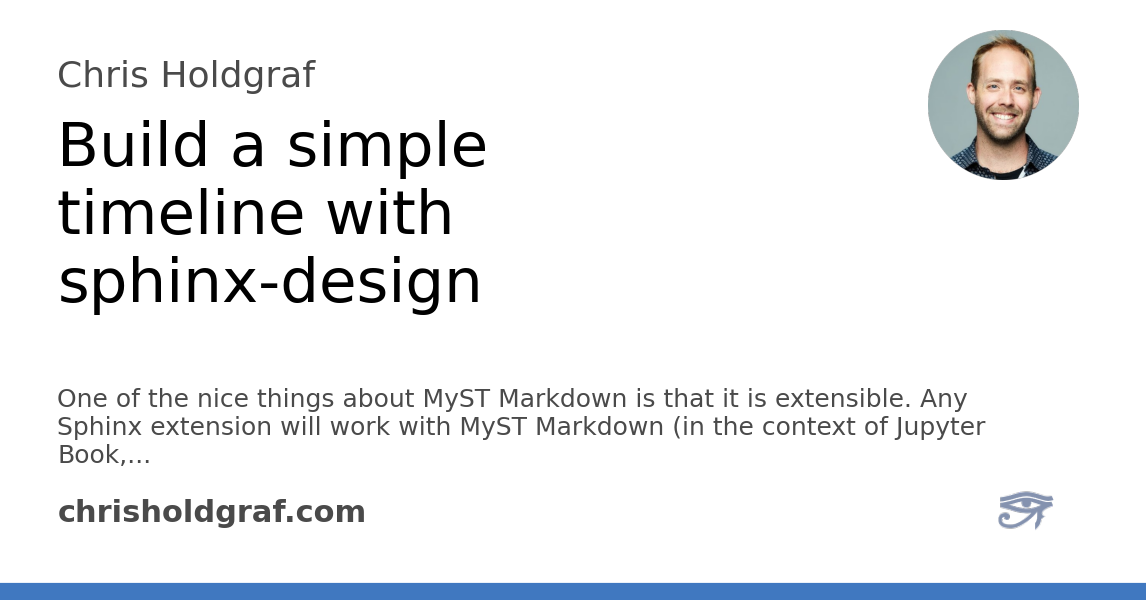 Chris Holdgraf
Build a simple
timeline with
sphinx-design
One of the nice things about MyST Markdown is that it is extensible. Any
Sphinx extension will work with MyST Markdown (in the context of Jupyter
Book,...
chrisholdgraf.com